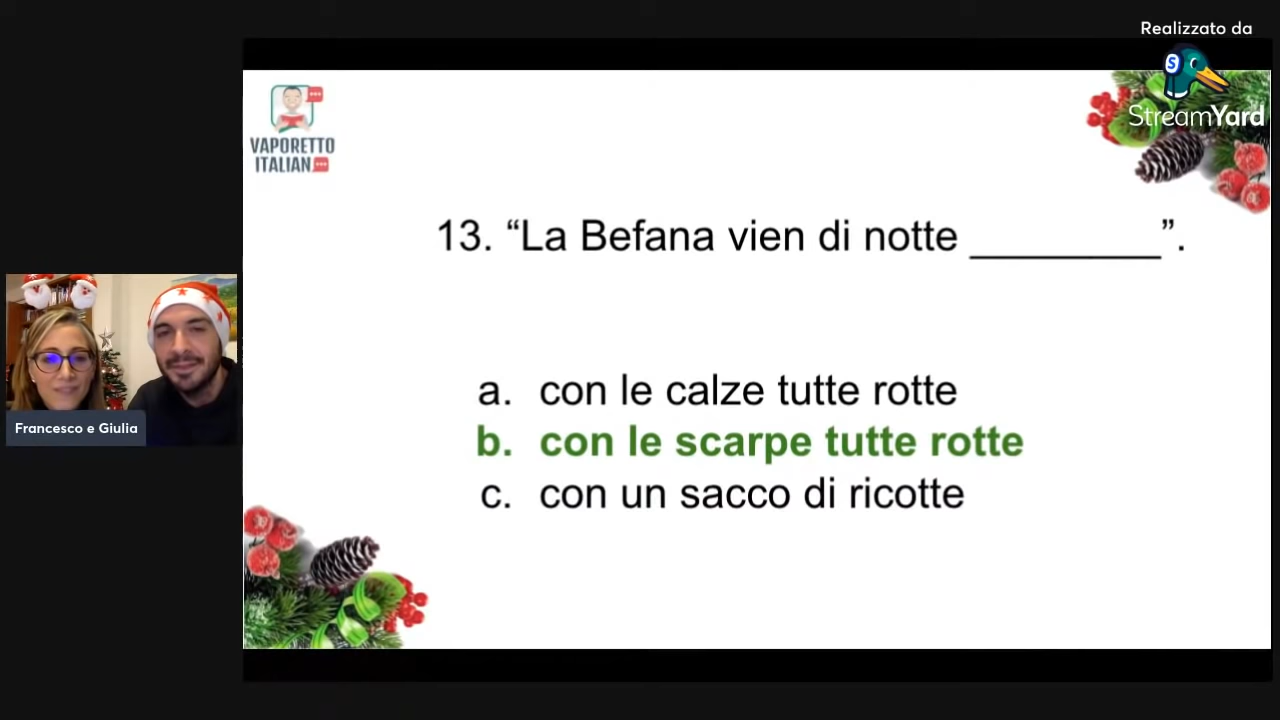 Realizzato da
StreamYard
VAPORETTO
ITALIAN
13. “La Befana vien di notte ________”.
a. con le calze tutte rotte
b. con le scarpe tutte rotte
c. con un sacco di ricotte
Francesco e Giulia